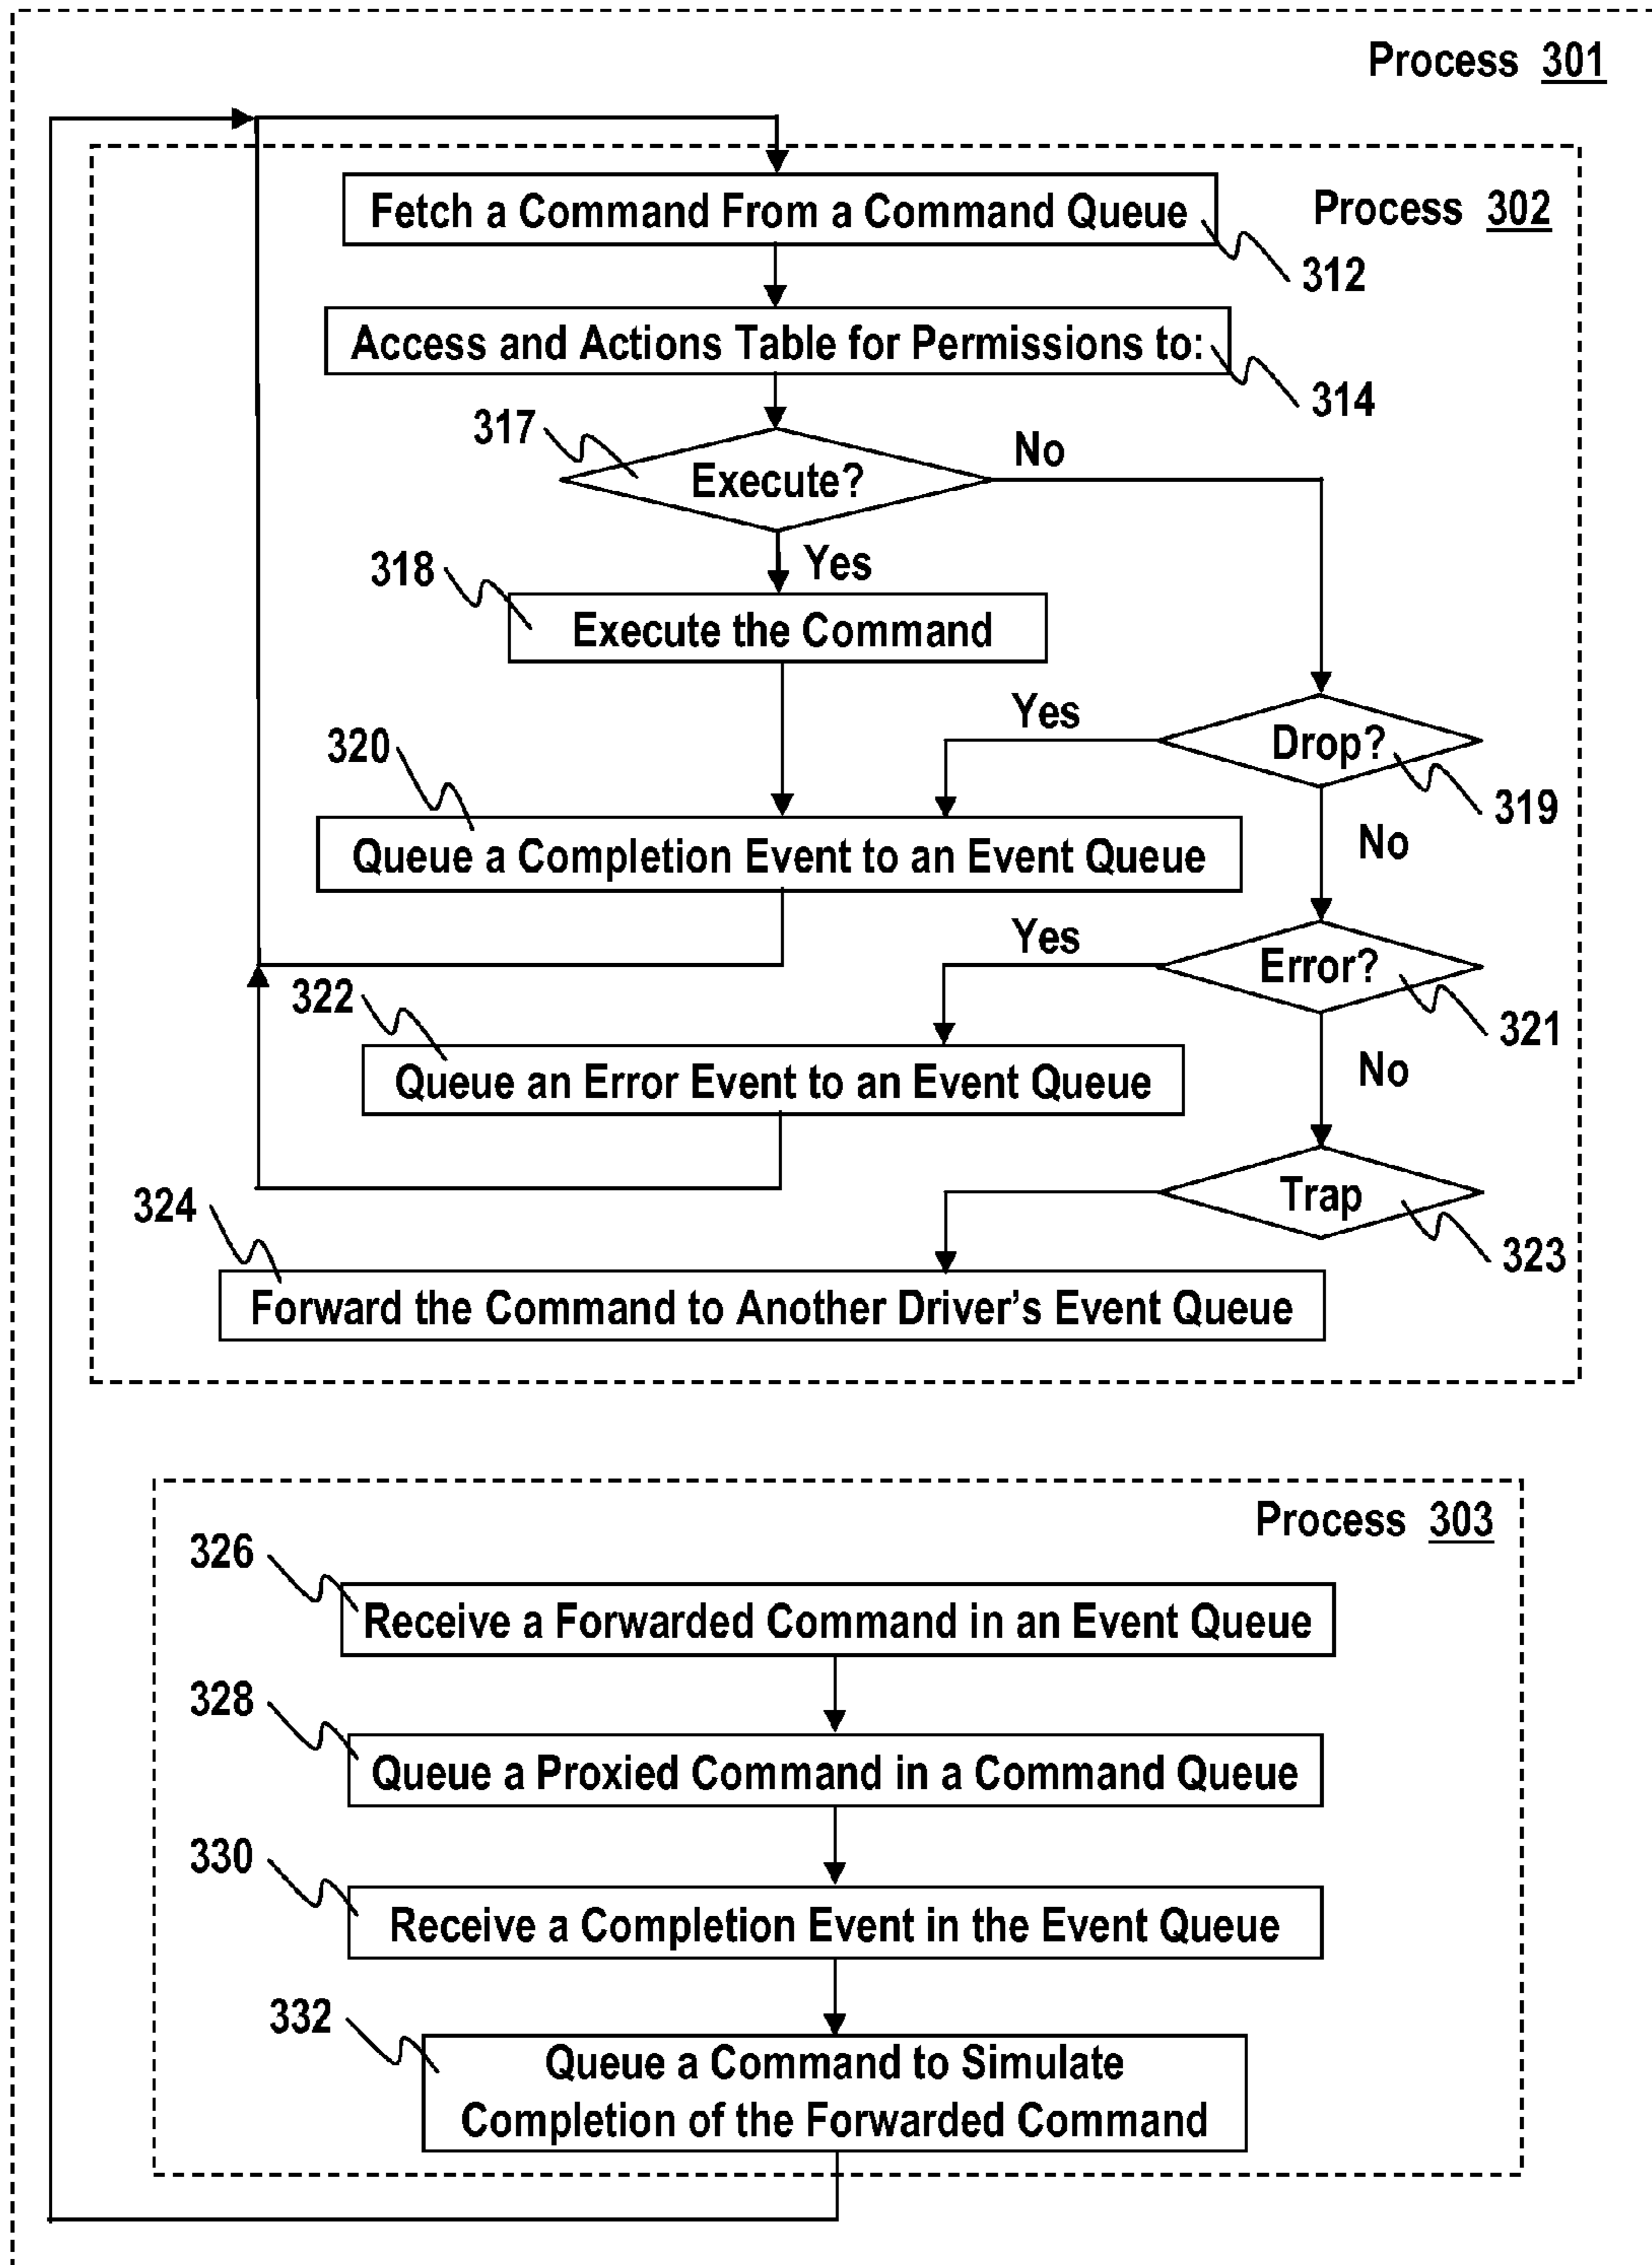 Process 301
Fetch a Command From a Command Queue
Process 302
312
Access and Actions Table for Permissions to:
314
317
Execute?
No
Yes
318
Execute the Command
Yes
Drop?
319
320
Queue a Completion Event to an Event Queue
No
Yes
Error?
321
322
Queue an Error Event to an Event Queue
No
Trap
323
324
Forward the Command to Another Driver's Event Queue
Process 303
326
Receive a Forwarded Command in an Event Queue
328
Queue a Proxied Command in a Command Queue
330
Receive a Completion Event in the Event Queue
332
Queue a Command to Simulate
Completion of the Forwarded Command